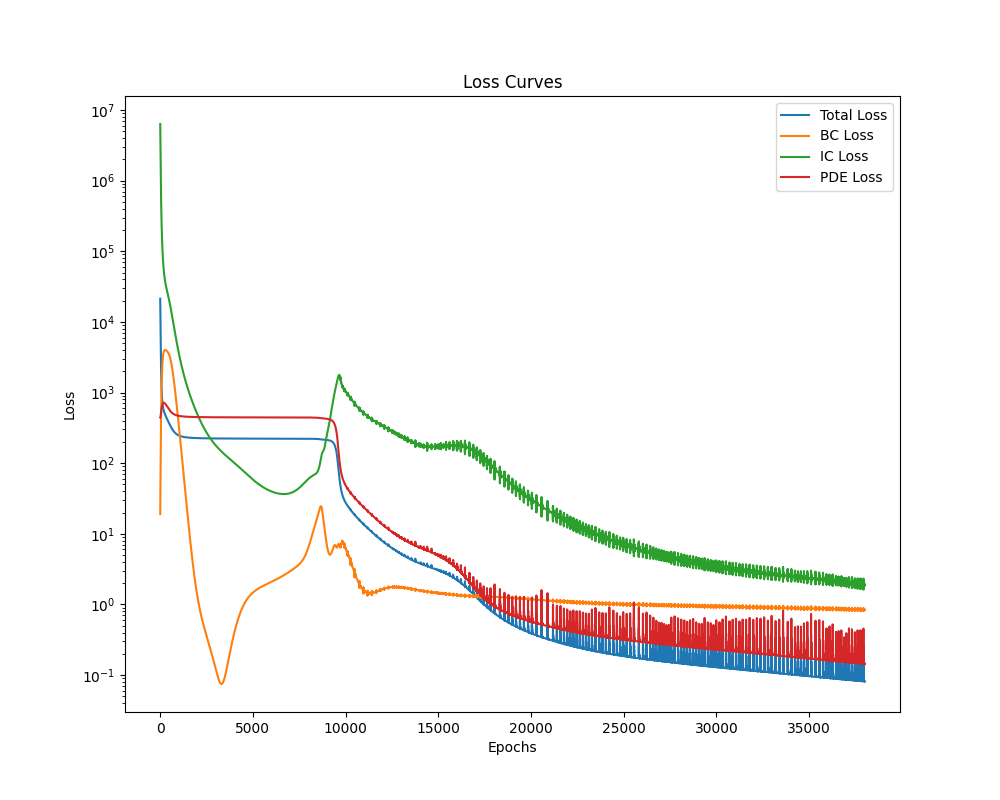 Loss Curves
Total Loss
BC Loss
IC Loss
PDE Loss
Loss
10⁷
10⁶
10⁵
10⁴
10³
10²
10¹
10⁰
10⁻¹
0 5000 10000 15000 20000 25000 30000 35000
Epochs